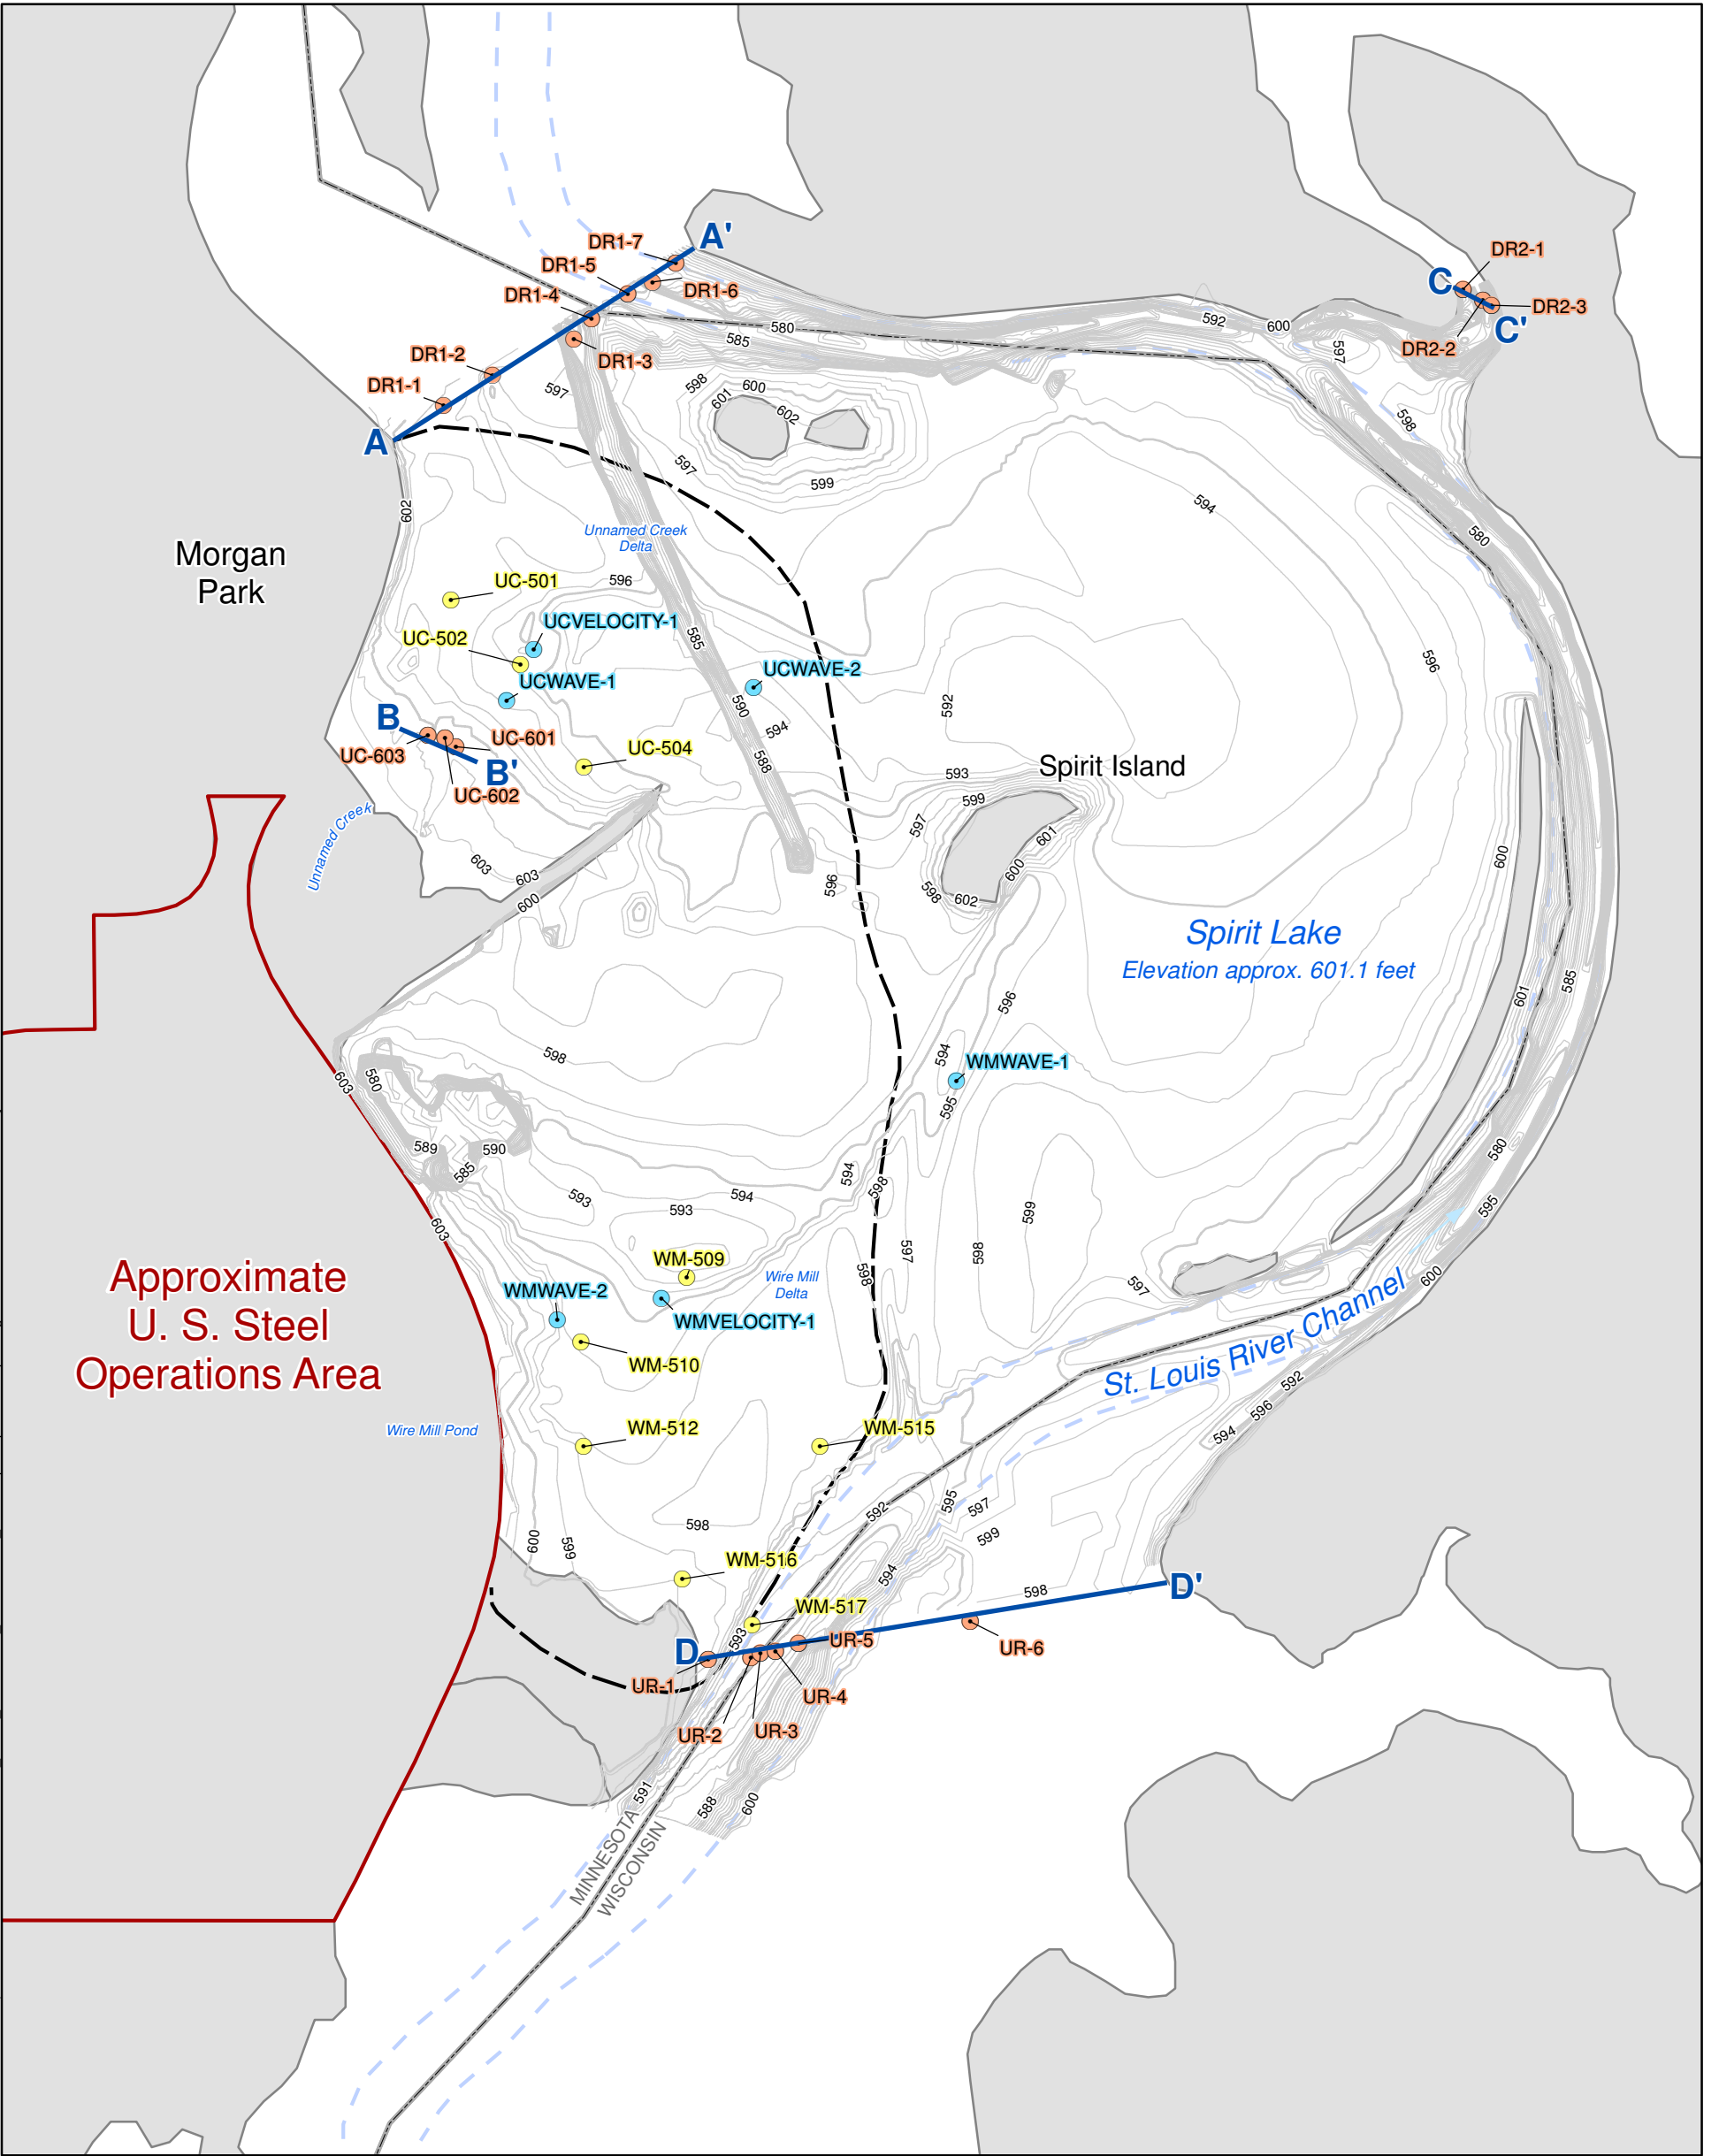 A'
DR1-7
DR1-5
DR1-6
DR1-4
DR1-3
DR1-2
DR1-1
A
DR2-1
C
DR2-3
C'
DR2-2
580
585
592
600
597
598
597
598
600
601
602
597
599
602
594
580
Morgan
Park
Unnamed Creek
Delta
596
UC-501
UCVELOCITY-1
UC-502
UCWAVE-1
585
UCWAVE-2
596
590
594
592
B
UC-603
UC-601
B'
UC-602
UC-504
588
593
Spirit Island
599
597
601
600
598
602
596
600
Unnamed Creek
603
603
600
Spirit Lake
Elevation approx. 601.1 feet
601
585
596
598
594
WMWAVE-1
595
603
580
589
590
585
580
594
598
593
594
593
599
595
603
597
598
WM-509
Wire Mill
Delta
598
597
600
Approximate
U. S. Steel
Operations Area
WMWAVE-2
WMVELOCITY-1
WM-510
St. Louis River Channel
592
596
594
Wire Mill Pond
WM-512
WM-515
592
595
597
599
598
600
599
WM-516
594
598
D'
WM-517
593
D
UR-5
UR-6
UR-1
UR-4
UR-2
UR-3
591
588
600
MINNESOTA
WISCONSIN